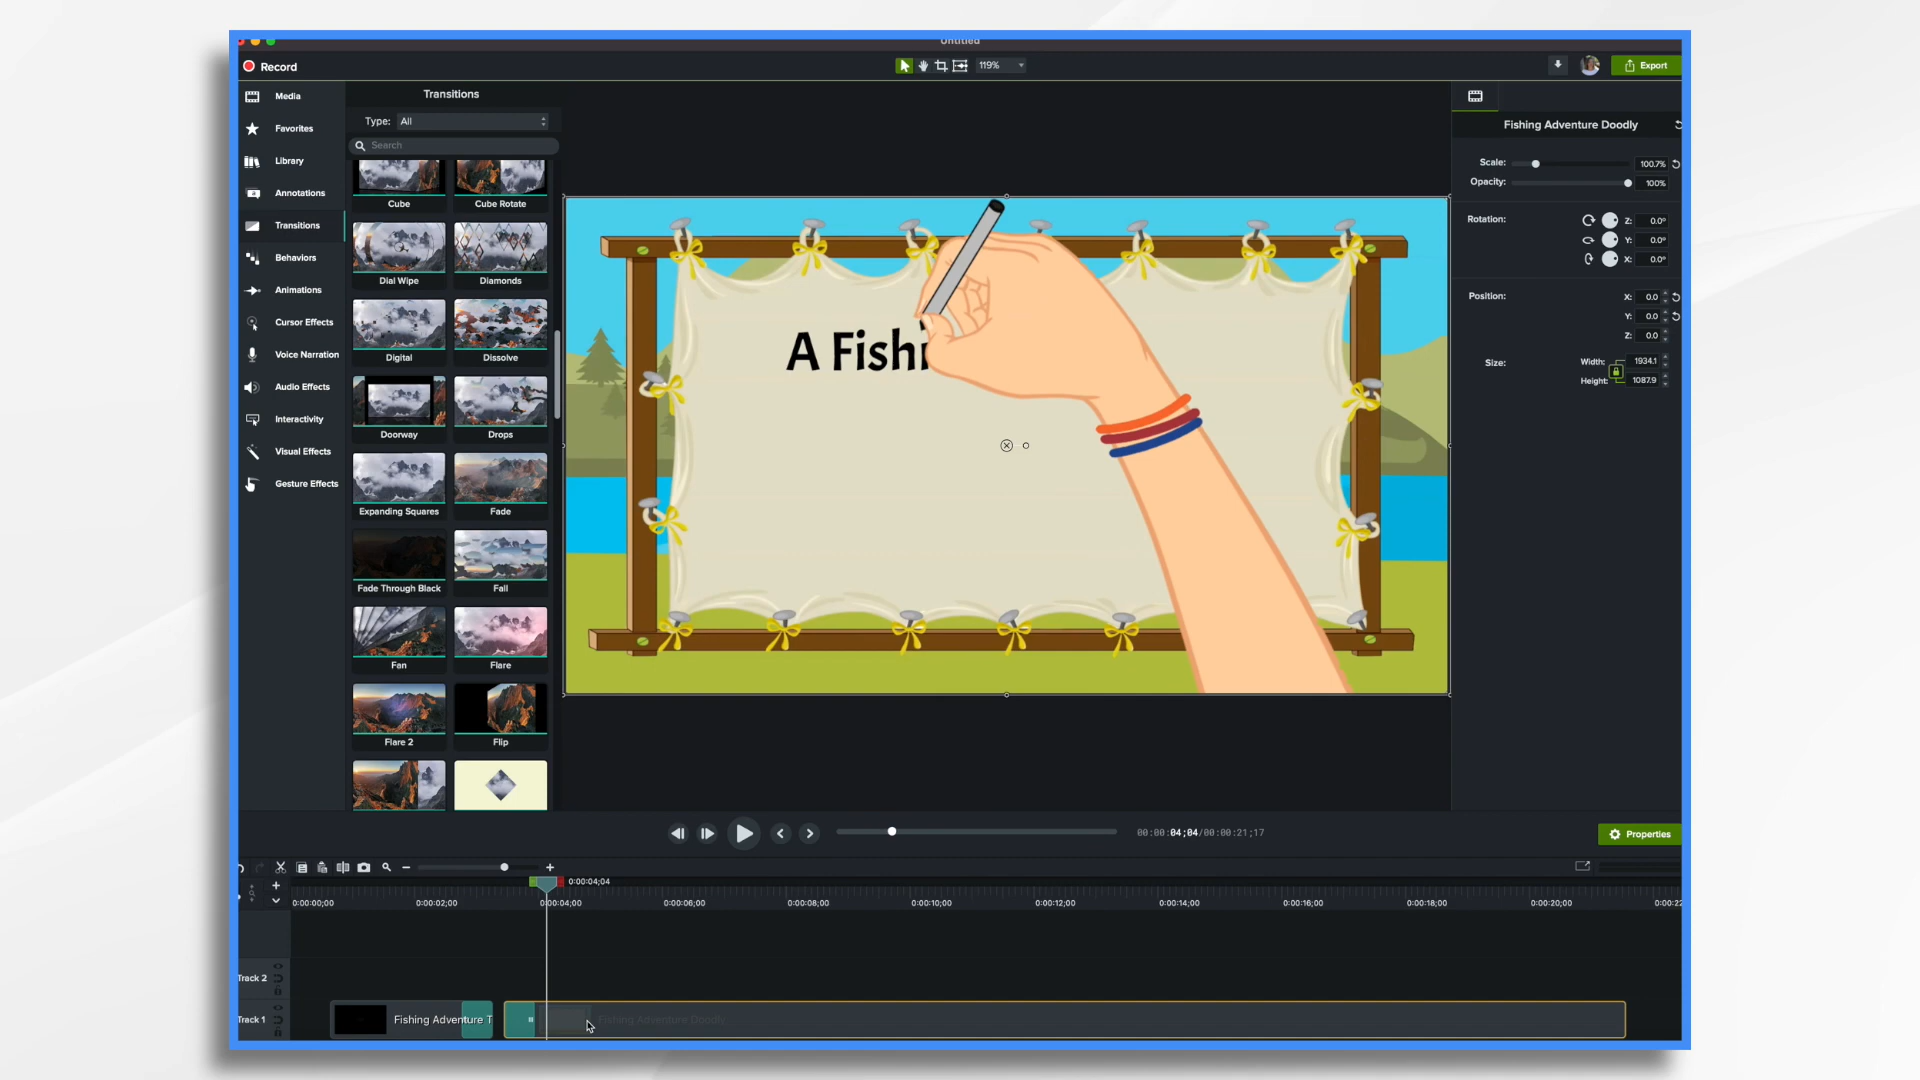 Untitled
Record
119%
Export
Media
Favorites
Library
Annotations
Transitions
Behaviors
Animations
Cursor Effects
Voice Narration
Audio Effects
Interactivity
Visual Effects
Gesture Effects
Transitions
Type: All
Search
Cube
Cube Rotate
Dial Wipe
Diamonds
Digital
Dissolve
Doorway
Drops
Expanding Squares
Fade
Fade Through Black
Fall
Fan
Flare
Flare 2
Flip
A Fishi
Fishing Adventure Doodly
Scale: 100.7%
Opacity: 100%
Rotation: Z: 0.0°
Y: 0.0°
X: 0.0°
Position: X: 0.0
Y: 0.0
Z: 0.0
Size: Width: 1934.1
Height: 1087.9
00:00:04;04/00:00:21;17
Properties
0:00:04;04
0:00:00;00 0:00:02;00 0:00:04;00 0:00:06;00 0:00:08;00 0:00:10;00 0:00:12;00 0:00:14;00 0:00:16;00 0:00:18;00 0:00:20;00 0:00:22
Track 2
Track 1
Fishing Adventure T
Fishing Adventure Doodly